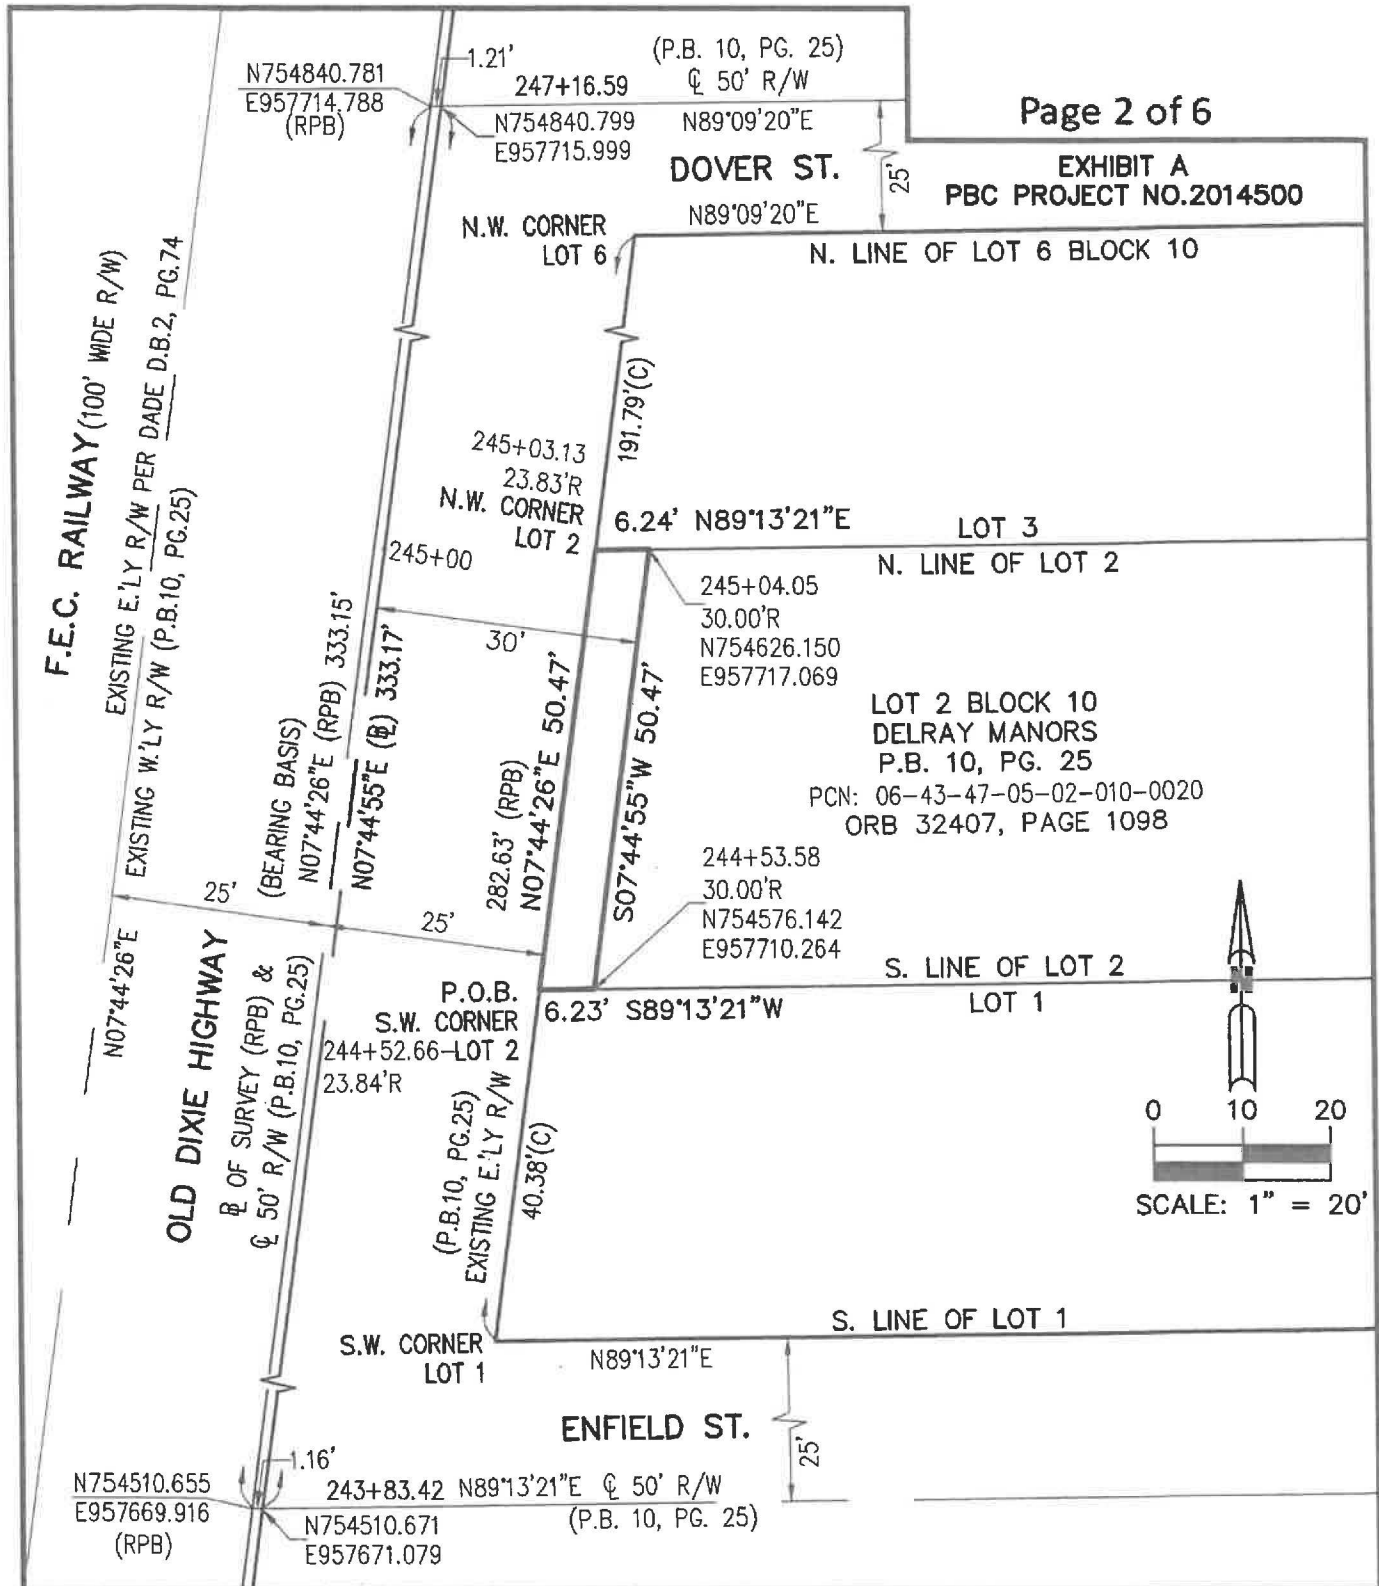 Page 2 of 6
EXHIBIT A
PBC PROJECT NO.2014500
N754840.781
E957714.788
(RPB)
1.21'
247+16.59
(P.B. 10, PG. 25)
℄ 50' R/W
N754840.799
E957715.999
N89°09'20"E
DOVER ST.
25'
N89°09'20"E
N.W. CORNER
LOT 6
N. LINE OF LOT 6 BLOCK 10
F.E.C. RAILWAY (100' WIDE R/W)
EXISTING E.'LY R/W PER DADE D.B.2, PG.74
EXISTING W.'LY R/W (P.B.10, PG.25)
191.79'(C)
245+03.13
23.83'R
N.W. CORNER
LOT 2
6.24' N89°13'21"E
LOT 3
N. LINE OF LOT 2
245+00
245+04.05
30.00'R
N754626.150
E957717.069
30'
(BEARING BASIS)
N07°44'26"E (RPB) 333.15'
N07°44'55"E (BL) 333.17'
282.63' (RPB)
N07°44'26"E 50.47'
S07°44'55"W 50.47'
LOT 2 BLOCK 10
DELRAY MANORS
P.B. 10, PG. 25
PCN: 06-43-47-05-02-010-0020
ORB 32407, PAGE 1098
244+53.58
30.00'R
N754576.142
E957710.264
25'
25'
N07°44'26"E
S. LINE OF LOT 2
LOT 1
P.O.B.
S.W. CORNER
244+52.66-LOT 2
23.84'R
6.23' S89°13'21"W
OLD DIXIE HIGHWAY
BL OF SURVEY (RPB) &
℄ 50' R/W (P.B.10, PG.25)
(P.B.10, PG.25)
EXISTING E.'LY R/W
40.38'(C)
0 10 20
SCALE: 1" = 20'
S. LINE OF LOT 1
S.W. CORNER
LOT 1
N89°13'21"E
ENFIELD ST.
25'
1.16'
N754510.655
E957669.916
(RPB)
243+83.42 N89°13'21"E ℄ 50' R/W
(P.B. 10, PG. 25)
N754510.671
E957671.079